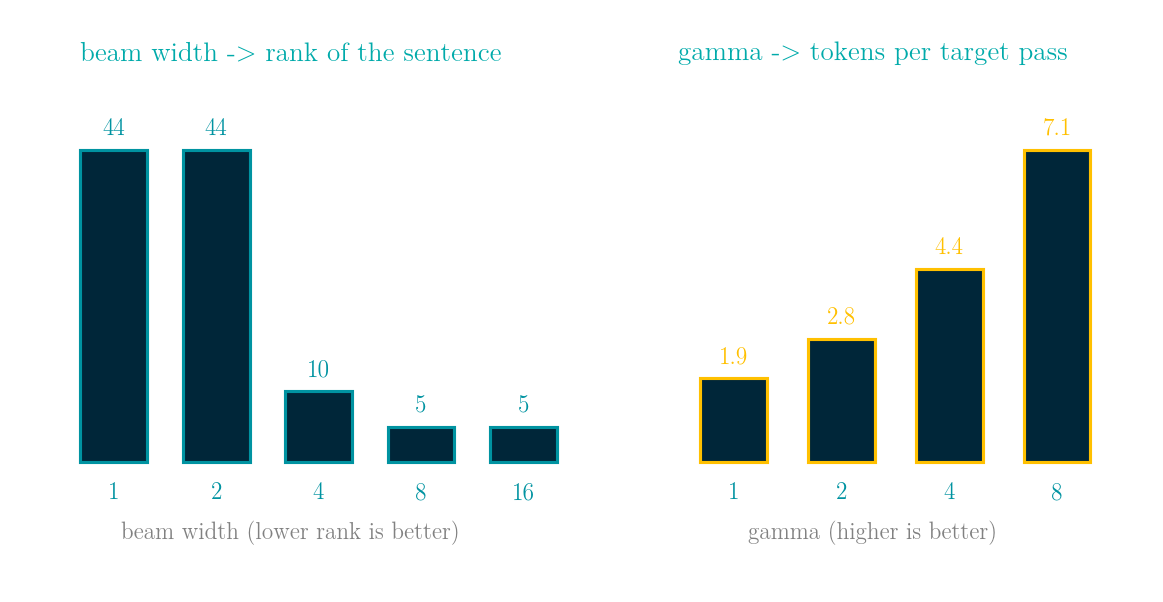 beam width -> rank of the sentence
44 44 10 5 5
1 2 4 8 16
beam width (lower rank is better)
gamma -> tokens per target pass
1.9 2.8 4.4 7.1
1 2 4 8
gamma (higher is better)